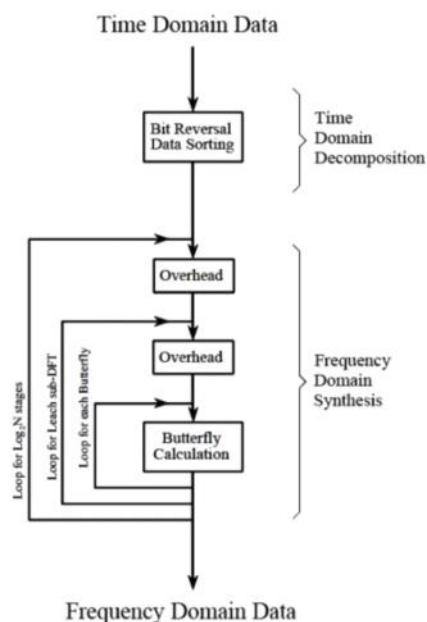 Time Domain Data
Bit Reversal
Data Sorting
Time
Domain
Decomposition
Overhead
Overhead
Butterfly
Calculation
Loop for Log₂N stages
Loop for Leach sub-DFT
Loop for each Butterfly
Frequency
Domain
Synthesis
Frequency Domain Data